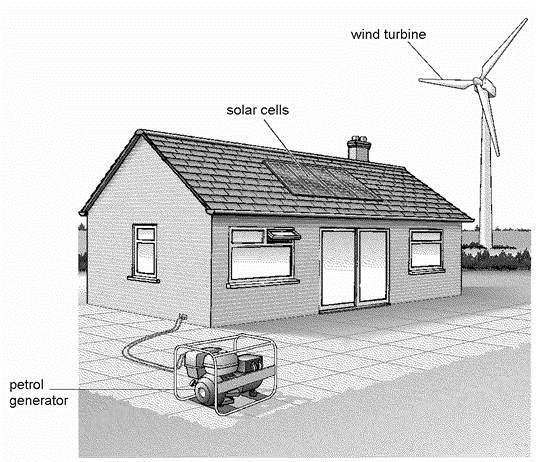 wind turbine
solar cells
petrol
generator